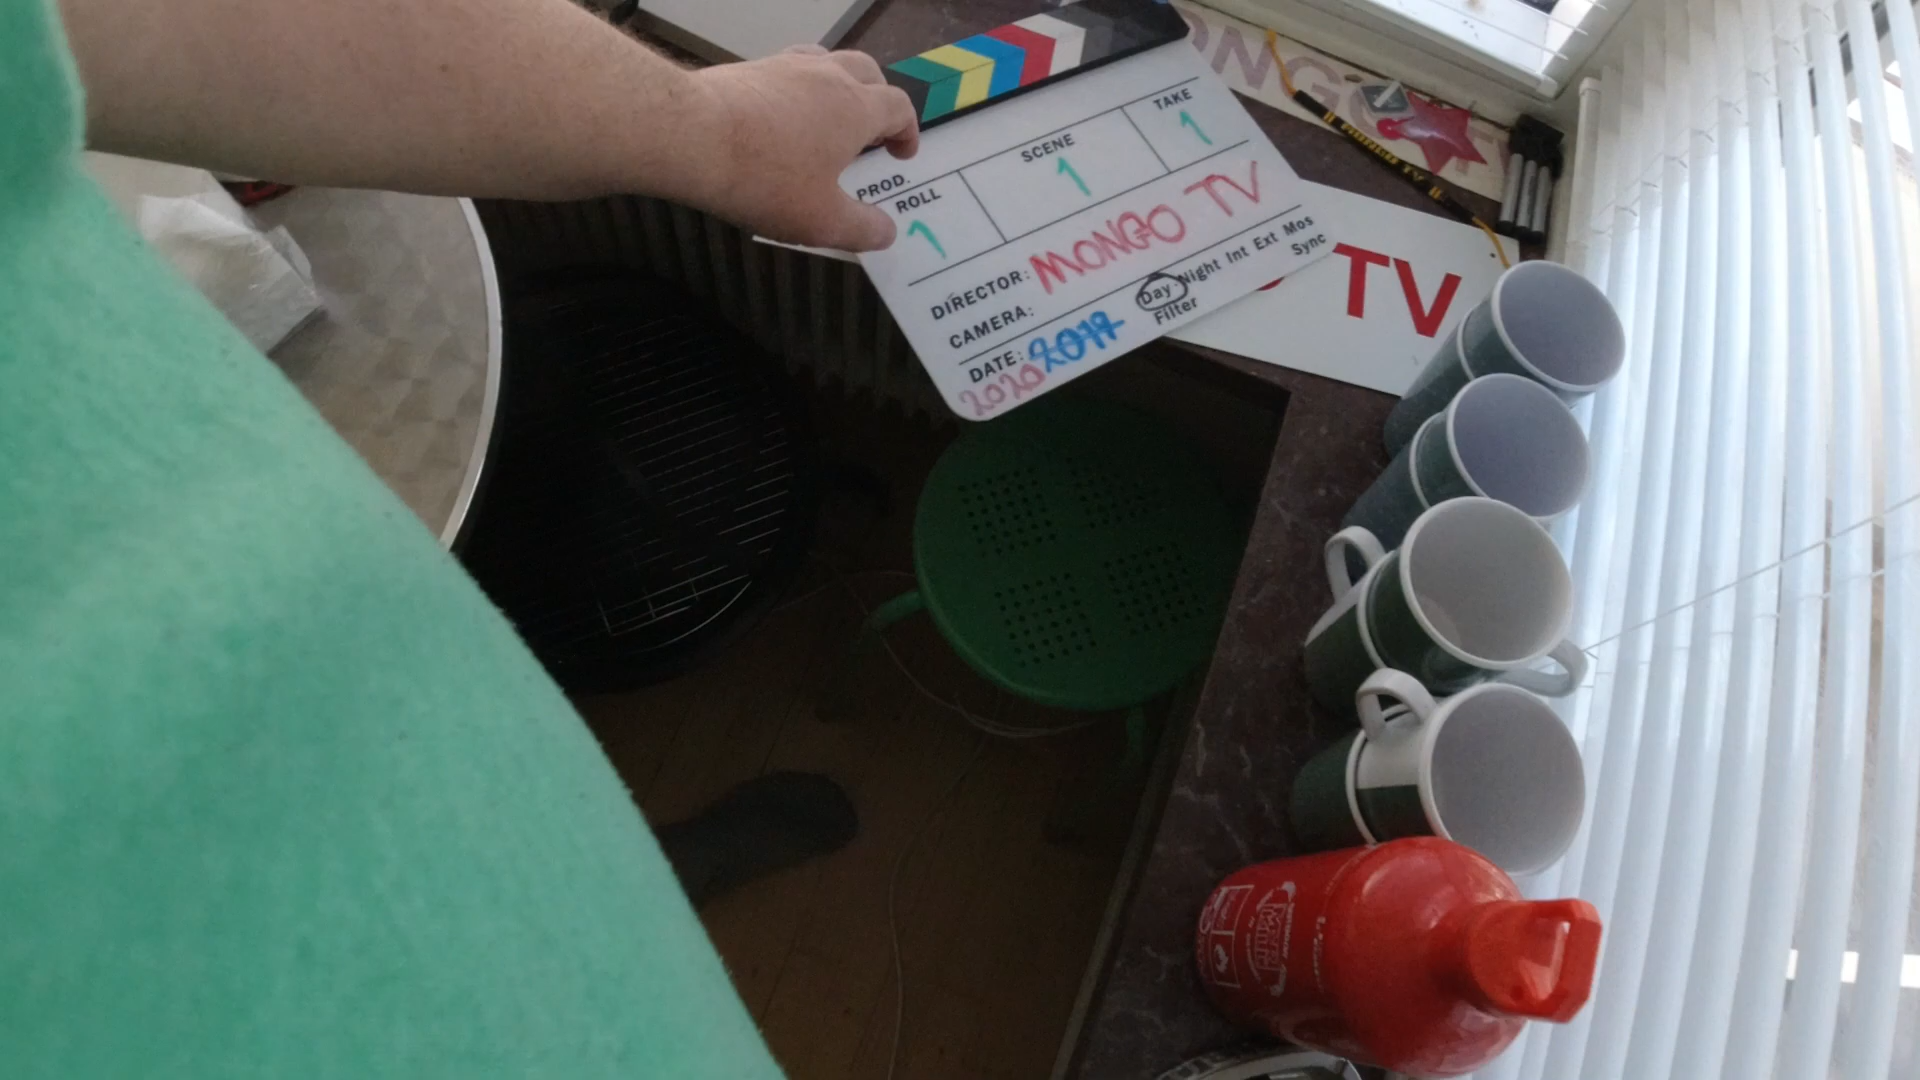 PROD.
ROLL
1
SCENE
1
TAKE
1
DIRECTOR: MONGO TV
CAMERA:
DATE: 2017
2020
Day·Night Int Ext Mos
Filter
Sync
TV
ONGO